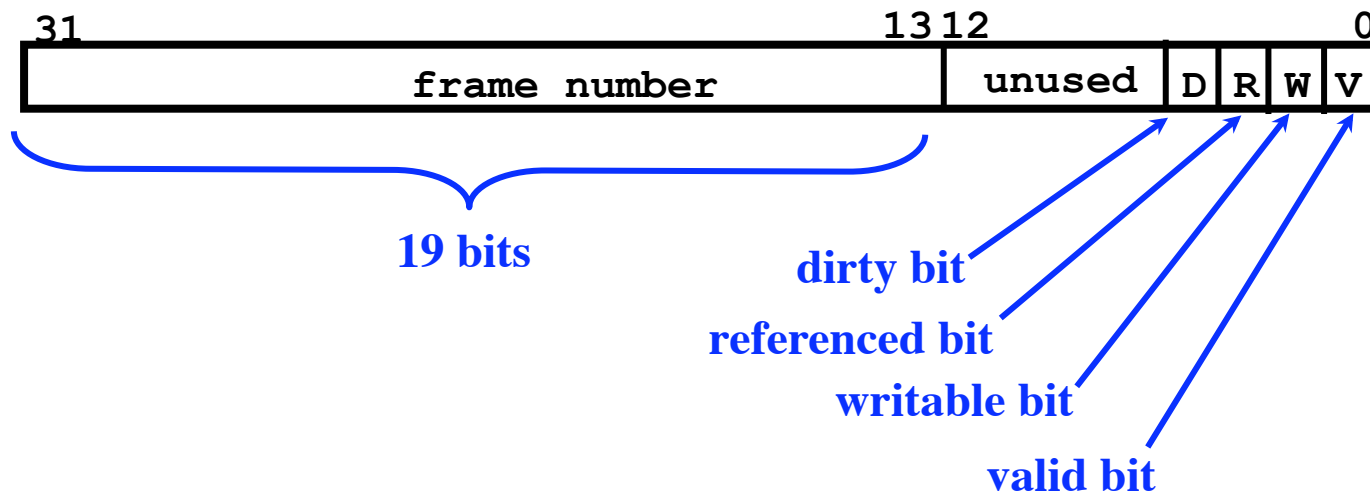 31 13 12 0
frame number unused D R W V
19 bits
dirty bit
referenced bit
writable bit
valid bit